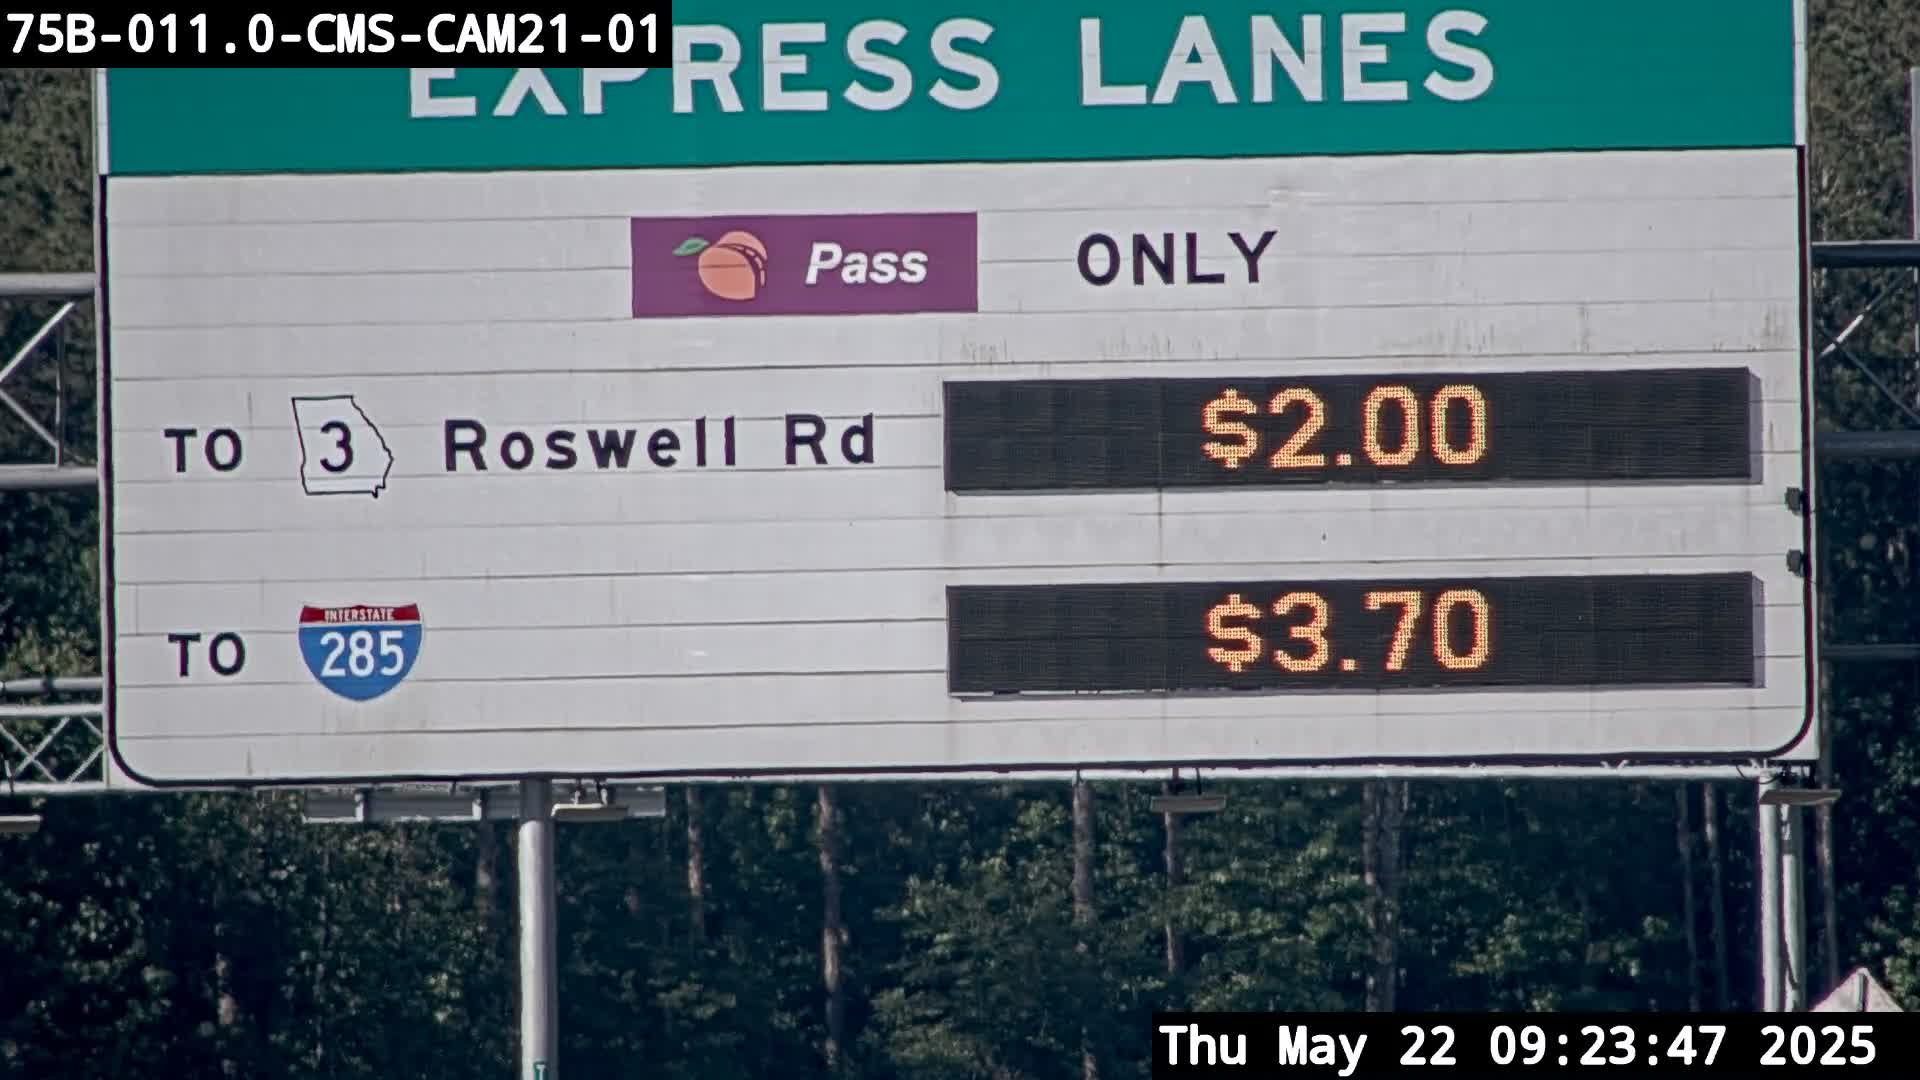 75B-011.0-CMS-CAM21-01
EXPRESS LANES
Pass ONLY
TO 3 Roswell Rd $2.00
INTERSTATE
TO 285 $3.70
Thu May 22 09:23:47 2025